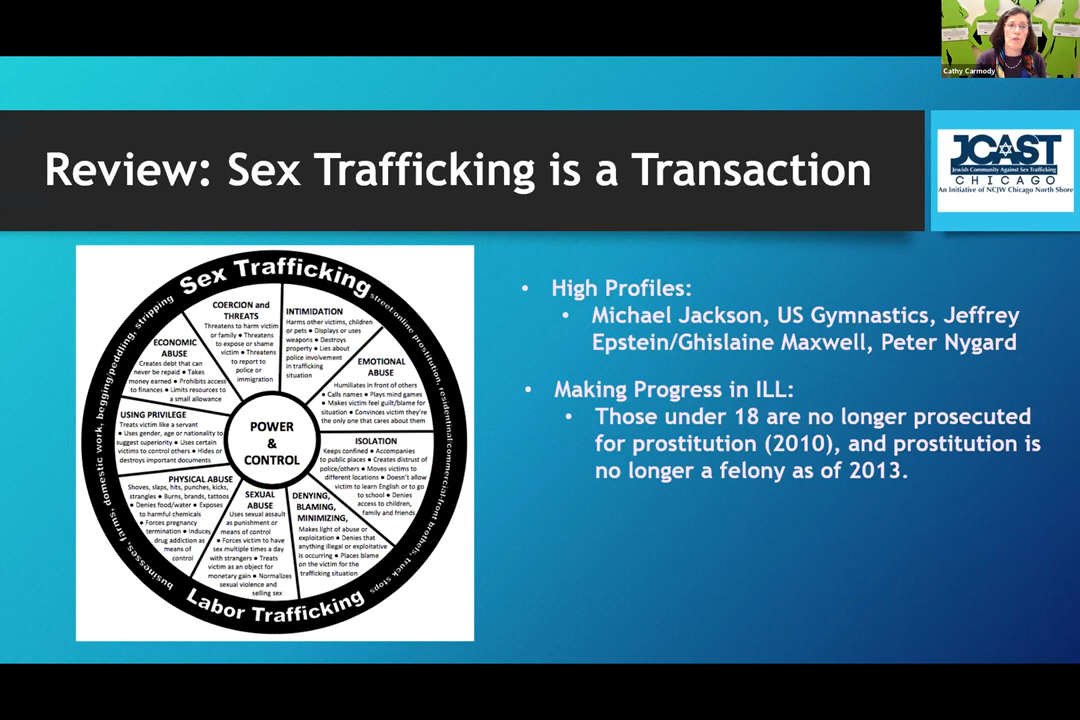 Cathy Carmody
Review: Sex Trafficking is a Transaction
JCAST
Jewish Community Against Sex Trafficking
CHICAGO
An Initiative of NCJW Chicago North Shore
Sex Trafficking
street/online prostitution, residential/commercial-front brothels, truck stops
Labor Trafficking
businesses, farms, domestic work, begging/peddling, stripping
POWER
&
CONTROL
COERCION and
THREATS
Threatens to harm victim
or family ● Threatens
to expose or shame
victim ● Threatens
to report to
police or
immigration
INTIMIDATION
Harms other victims, children
or pets ● Displays or uses
weapons ● Destroys
property ● Lies about
police involvement
in trafficking
situation
EMOTIONAL
ABUSE
Humiliates in front of others
● Calls names ● Plays mind games
● Makes victim feel guilt/blame for
situation ● Convinces victim they're
the only one that cares about them
ISOLATION
Keeps confined ● Accompanies
to public places ● Creates distrust of
police/others ● Moves victims to
different locations ● Doesn't allow
victim to learn English or to go
to school ● Denies
access to children,
family and friends
DENYING,
BLAMING,
MINIMIZING,
Makes light of abuse or
exploitation ● Denies that
anything illegal or exploitative
is occurring ● Places blame
on the victim for the
trafficking situation
SEXUAL
ABUSE
Uses sexual assault
as punishment or
means of control
● Forces victim to have
sex multiple times a day
with strangers ● Treats
victim as an object for
monetary gain ● Normalizes
sexual violence and
selling sex
PHYSICAL ABUSE
Shoves, slaps, hits, punches, kicks,
strangles ● Burns, brands, tattoos
● Denies food/water ● Exposes
to harmful chemicals
● Forces pregnancy
termination ● Induces
drug addiction as
means of
control
USING PRIVILEGE
Treats victim like a servant
● Uses gender, age or nationality to
suggest superiority ● Uses certain
victims to control others ● Hides or
destroys important documents
ECONOMIC
ABUSE
Creates debt that can
never be repaid ● Takes
money earned ● Prohibits access
to finances ● Limits resources to
a small allowance
• High Profiles:
• Michael Jackson, US Gymnastics, Jeffrey
Epstein/Ghislaine Maxwell, Peter Nygard
• Making Progress in ILL:
• Those under 18 are no longer prosecuted
for prostitution (2010), and prostitution is
no longer a felony as of 2013.